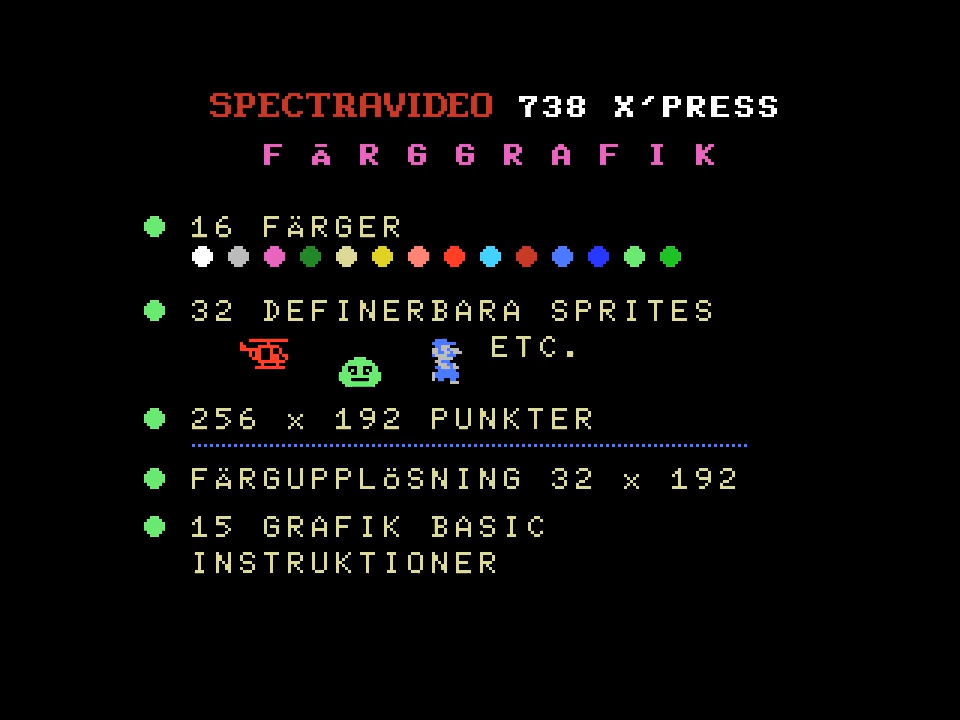 SPECTRAVIDEO 738 X'PRESS
FÄRGGRAFIK
16 FÄRGER
32 DEFINERBARA SPRITES
ETC.
256 x 192 PUNKTER
FÄRGUPPLÖSNING 32 x 192
15 GRAFIK BASIC
INSTRUKTIONER